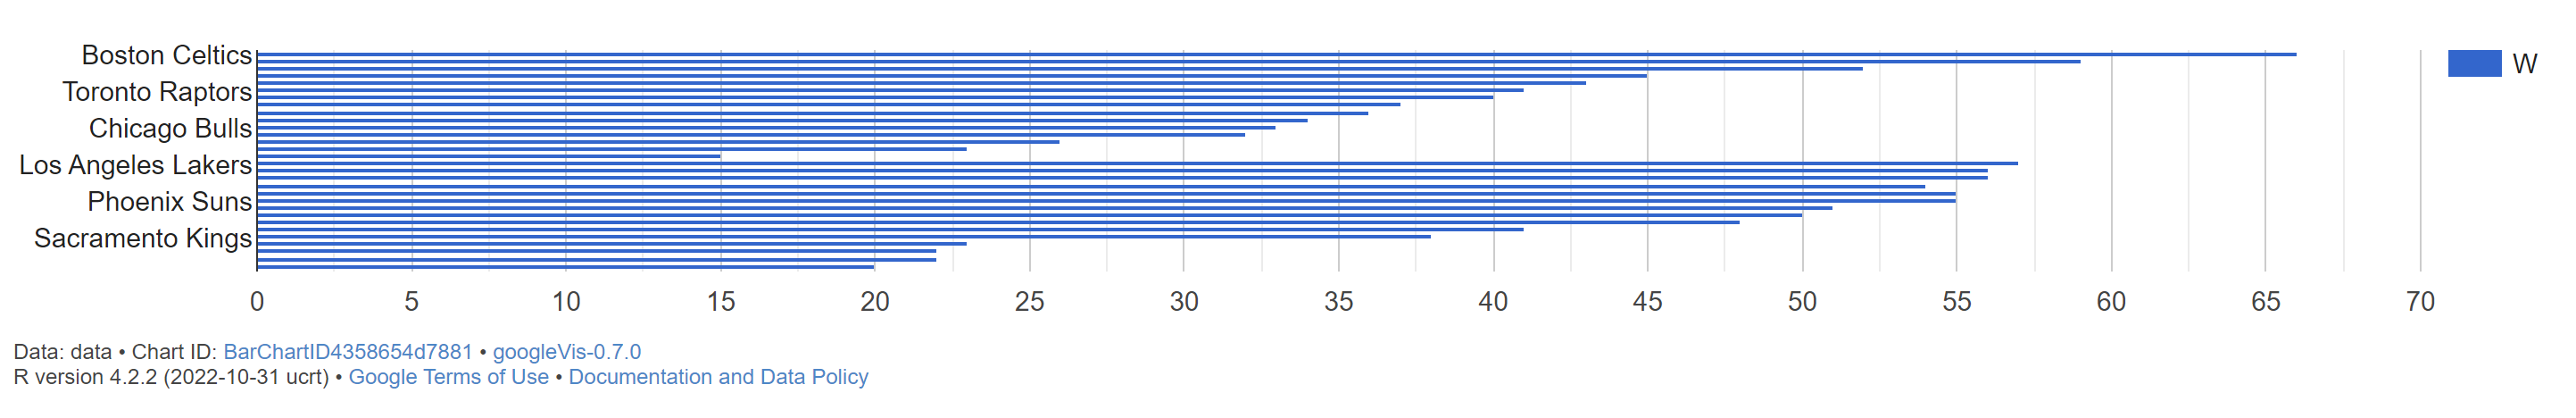 Boston Celtics
Toronto Raptors
Chicago Bulls
Los Angeles Lakers
Phoenix Suns
Sacramento Kings
W
0 5 10 15 20 25 30 35 40 45 50 55 60 65 70
Data: data • Chart ID: BarChartID4358654d7881 • googleVis-0.7.0
R version 4.2.2 (2022-10-31 ucrt) • Google Terms of Use • Documentation and Data Policy